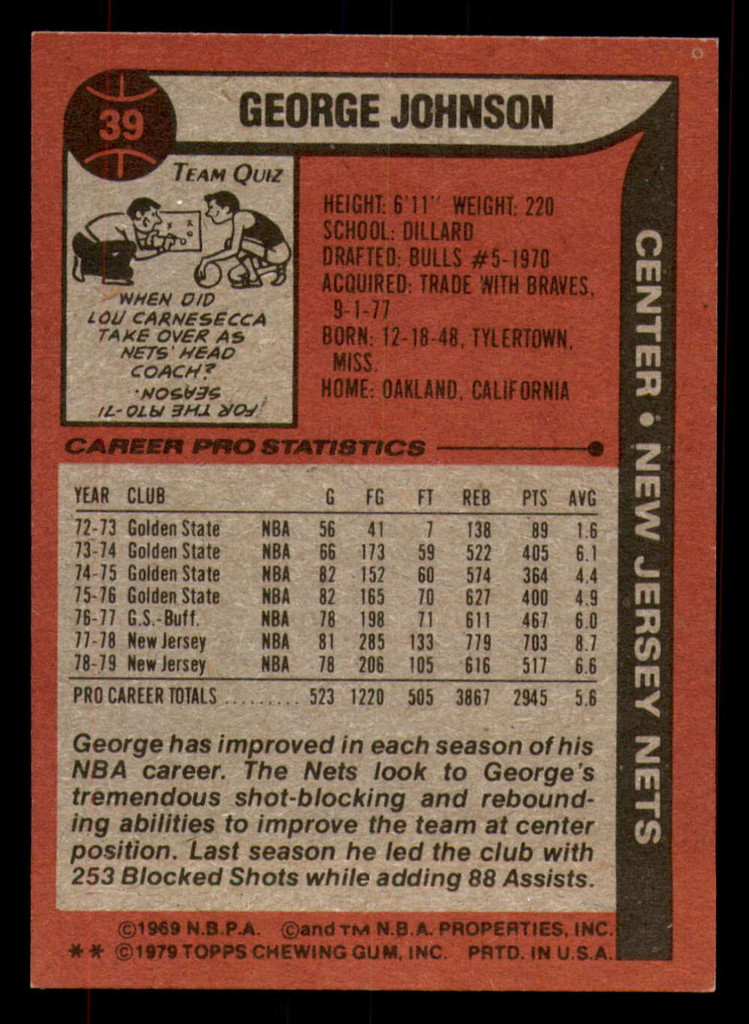 39
GEORGE JOHNSON
TEAM QUIZ
WHEN DID
LOU CARNESECCA
TAKE OVER AS
NETS' HEAD
COACH?
FOR THE 1970-71
SEASON.
HEIGHT: 6'11" WEIGHT: 220
SCHOOL: DILLARD
DRAFTED: BULLS #5-1970
ACQUIRED: TRADE WITH BRAVES,
9-1-77
BORN: 12-18-48, TYLERTOWN,
MISS.
HOME: OAKLAND, CALIFORNIA
CENTER • NEW JERSEY NETS
CAREER PRO STATISTICS
YEAR CLUB G FG FT REB PTS AVG
72-73 Golden State NBA 56 41 7 138 89 1.6
73-74 Golden State NBA 66 173 59 522 405 6.1
74-75 Golden State NBA 82 152 60 574 364 4.4
75-76 Golden State NBA 82 165 70 627 400 4.9
76-77 G.S.-Buff. NBA 78 198 71 611 467 6.0
77-78 New Jersey NBA 81 285 133 779 703 8.7
78-79 New Jersey NBA 78 206 105 616 517 6.6
PRO CAREER TOTALS ......... 523 1220 505 3867 2945 5.6
George has improved in each season of his
NBA career. The Nets look to George's
tremendous shot-blocking and rebound-
ing abilities to improve the team at center
position. Last season he led the club with
253 Blocked Shots while adding 88 Assists.
©1969 N.B.P.A. ©and TM N.B.A. PROPERTIES, INC.
** ©1979 TOPPS CHEWING GUM, INC. PRTD. IN U.S.A.